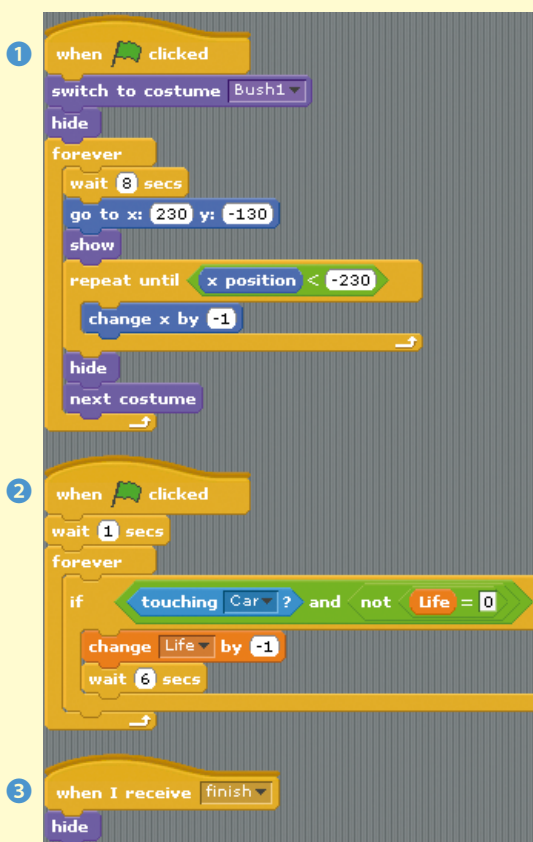 1
when clicked
switch to costume Bush1
hide
forever
wait 8 secs
go to x: 230 y: -130
show
repeat until x position < -230
change x by -1
hide
next costume
2
when clicked
wait 1 secs
forever
if touching Car ? and not Life = 0
change Life by -1
wait 6 secs
3
when I receive finish
hide